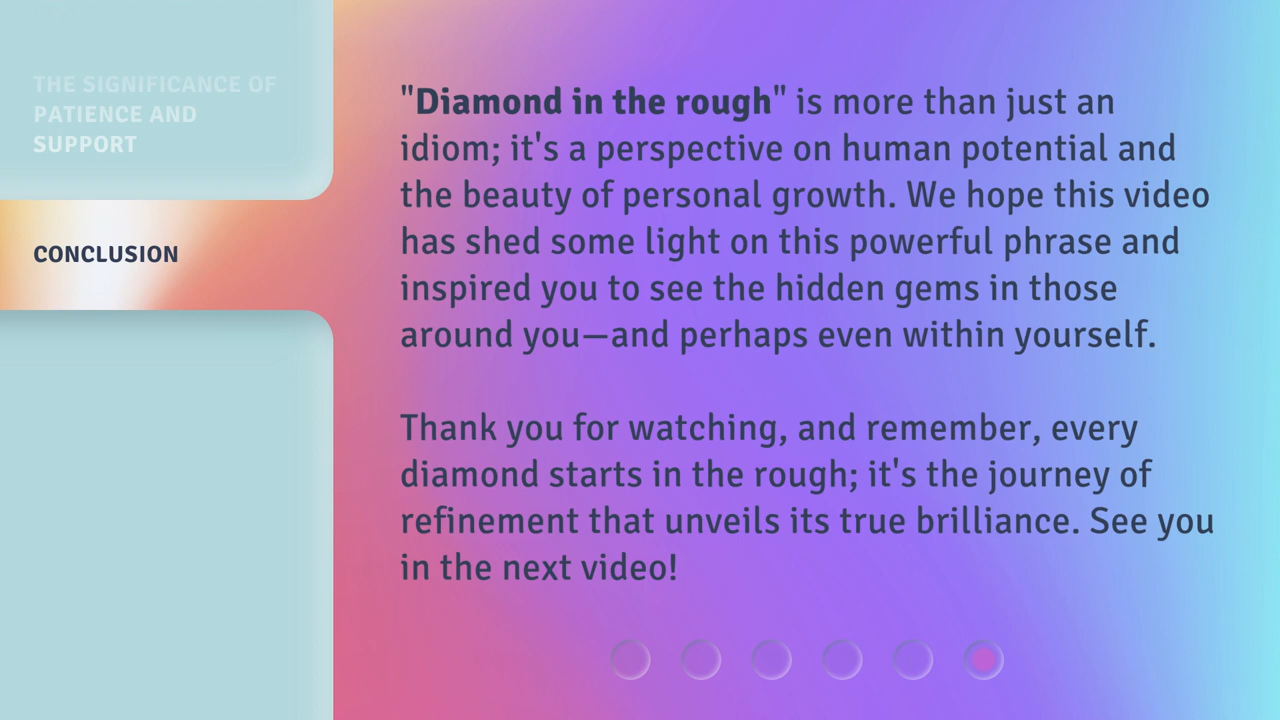 THE SIGNIFICANCE OF
PATIENCE AND
SUPPORT
CONCLUSION
"Diamond in the rough" is more than just an
idiom; it's a perspective on human potential and
the beauty of personal growth. We hope this video
has shed some light on this powerful phrase and
inspired you to see the hidden gems in those
around you—and perhaps even within yourself.
Thank you for watching, and remember, every
diamond starts in the rough; it's the journey of
refinement that unveils its true brilliance. See you
in the next video!